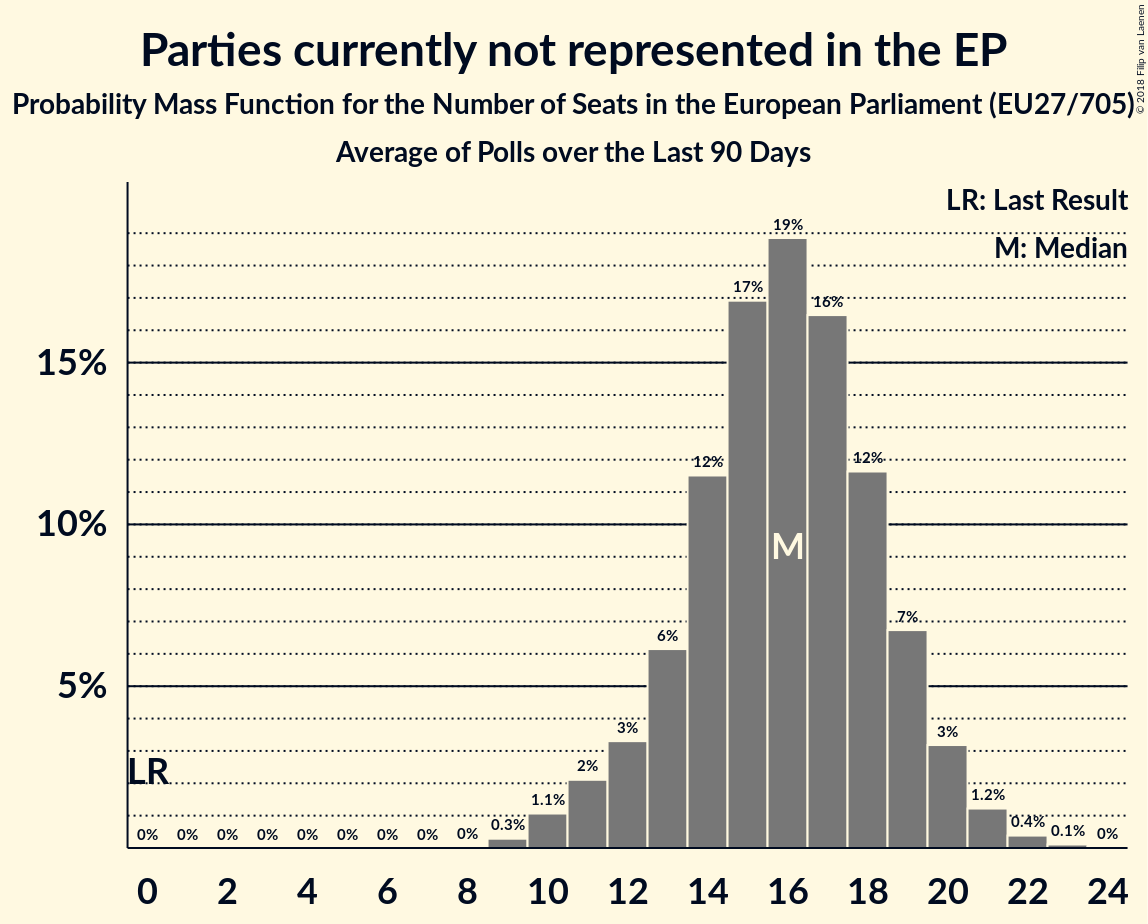 Parties currently not represented in the EP
Probability Mass Function for the Number of Seats in the European Parliament (EU27/705)
Average of Polls over the Last 90 Days
© 2018 Filip van Laenen
LR: Last Result
M: Median
15%
10%
5%
LR
M
0% 0% 0% 0% 0% 0% 0% 0% 0% 0.3% 1.1% 2% 3% 6% 12% 17% 19% 16% 12% 7% 3% 1.2% 0.4% 0.1% 0%
0 2 4 6 8 10 12 14 16 18 20 22 24